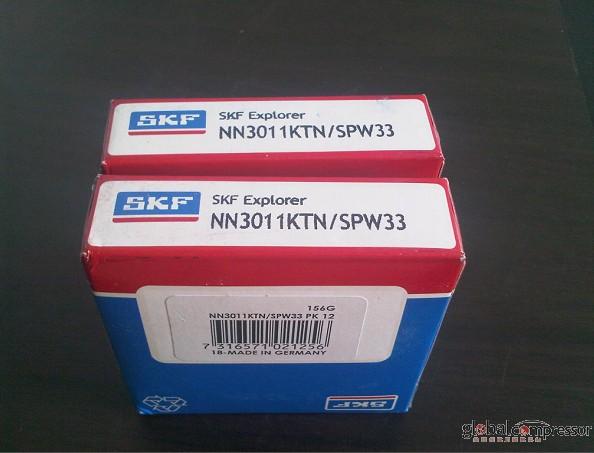 SKF
SKF Explorer
NN3011KTN/SPW33
SKF
SKF Explorer
NN3011KTN/SPW33
156G
NN3011KTN/SPW33 PK 12
7 316571 021256
18-MADE IN GERMANY
SKF
globalcompressor